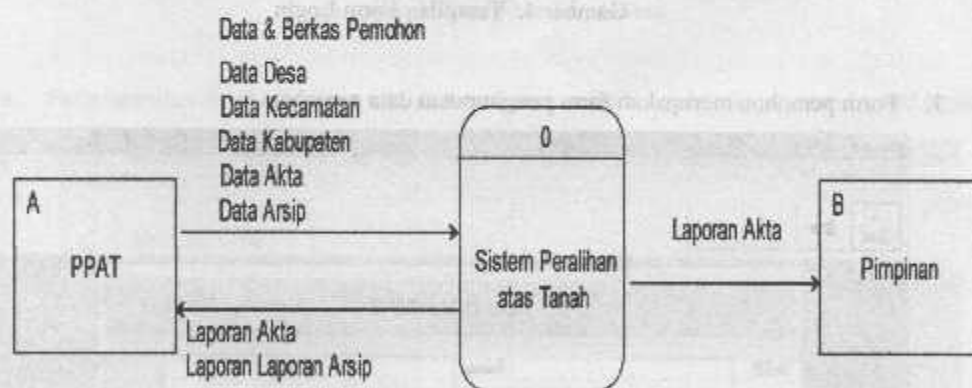 Data & Berkas Pemohon
Data Desa
Data Kecamatan
Data Kabupaten
Data Akta
Data Arsip
A
PPAT
0
Sistem Peralihan
atas Tanah
Laporan Akta
B
Pimpinan
Laporan Akta
Laporan Laporan Arsip